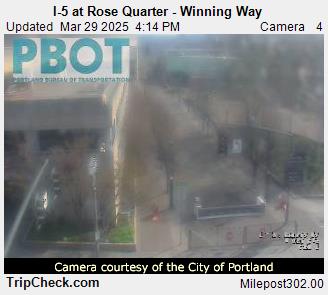 I-5 at Rose Quarter - Winning Way
Updated Mar 29 2025 4:14 PM Camera 4
PBOT
PORTLAND BUREAU OF TRANSPORTATION
Camera courtesy of the City of Portland
TripCheck.com Milepost302.00